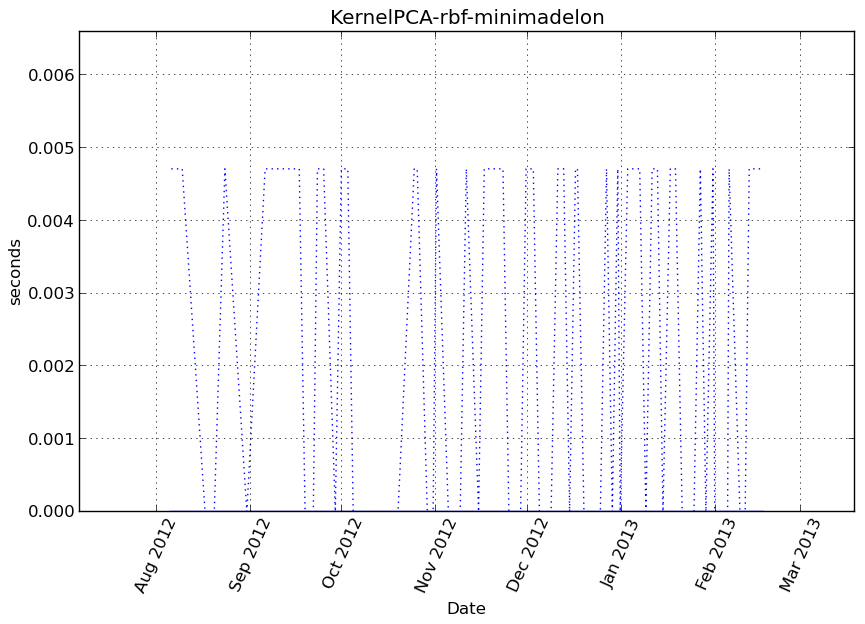 KernelPCA-rbf-minimadelon
0.006
0.005
0.004
0.003
0.002
0.001
0.000
seconds
Aug 2012
Sep 2012
Oct 2012
Nov 2012
Dec 2012
Jan 2013
Feb 2013
Mar 2013
Date